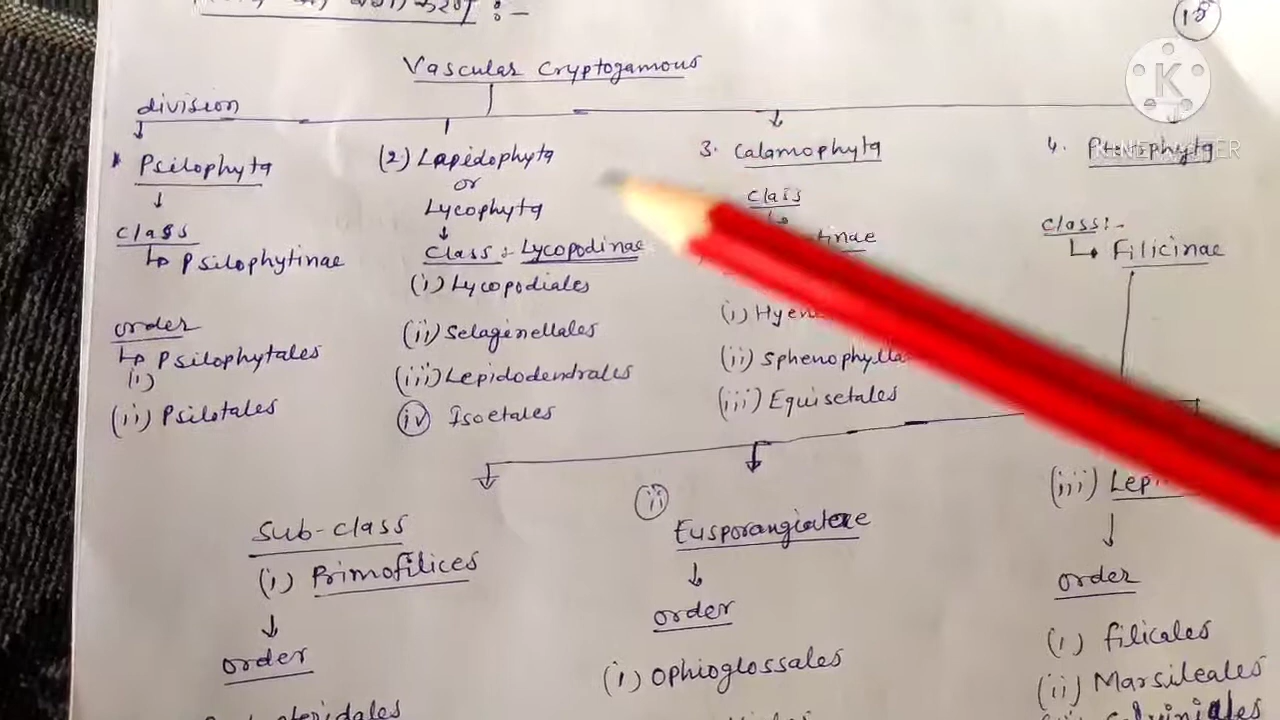 :-
15
Vascular Cryptogamous
division
Psilophyta
class
Psilophytinae
order
(i) Psilophytales
(ii) Psilotales
(2) Lapidophyta
or
Lycophyta
Class :- Lycopodinae
(i) Lycopodiales
(ii) Selaginellales
(iii) Lepidodendrales
(iv) Isoetales
3. Calamophyta
Class
(i)
(ii)
(iii) Equisetales
4.
Class:-
Filicinae
Sub-class
(i) Primofilices
order
(ii)
Eusporangiatae
order
(i) Ophioglossales
(iii)
order
(i) filicales
(ii) Marsileales
K